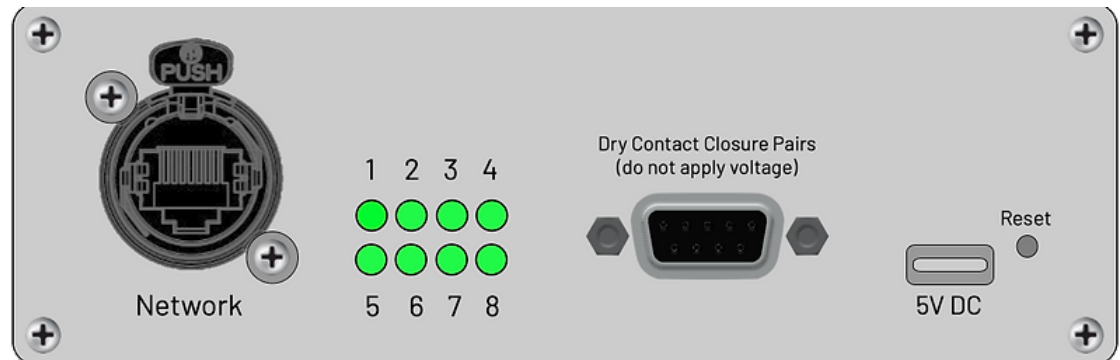 PUSH
Network
1 2 3 4
5 6 7 8
Dry Contact Closure Pairs
(do not apply voltage)
Reset
5V DC